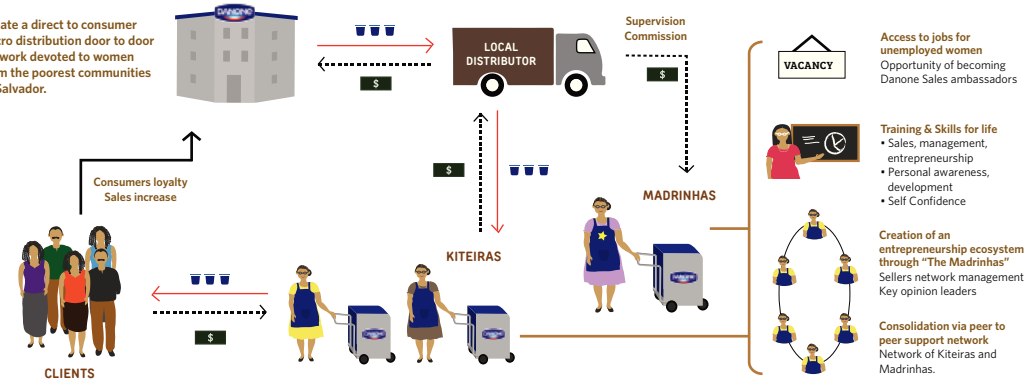 ate a direct to consumer
cro distribution door to door
work devoted to women
m the poorest communities
Salvador.
DANONE
LOCAL
DISTRIBUTOR
$
Supervision
Commission
$
VACANCY
Access to jobs for
unemployed women
Opportunity of becoming
Danone Sales ambassadors
Training & Skills for life
• Sales, management,
entrepreneurship
• Personal awareness,
development
• Self Confidence
Consumers loyalty
Sales increase
$
MADRINHAS
KITEIRAS
Creation of an
entrepreneurship ecosystem
through “The Madrinhas”
Sellers network management
Key opinion leaders
$
Consolidation via peer to
peer support network
Network of Kiteiras and
Madrinhas.
CLIENTS